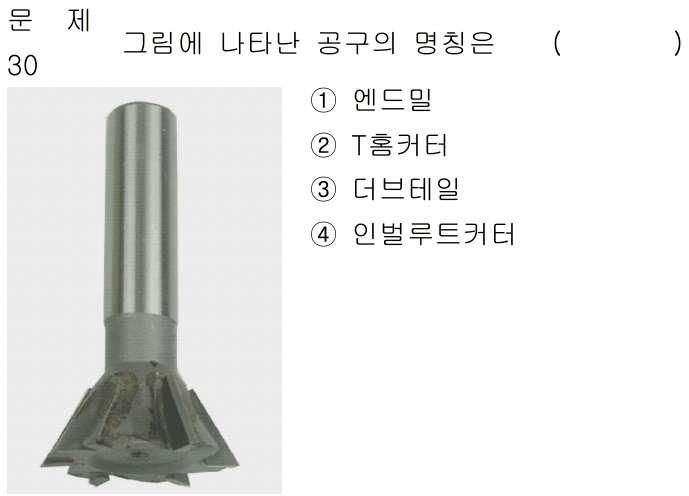 문 제
30
그림에 나타난 공구의 명칭은 ( )
① 엔드밀
② T홈커터
③ 더브테일
④ 인벌루트커터